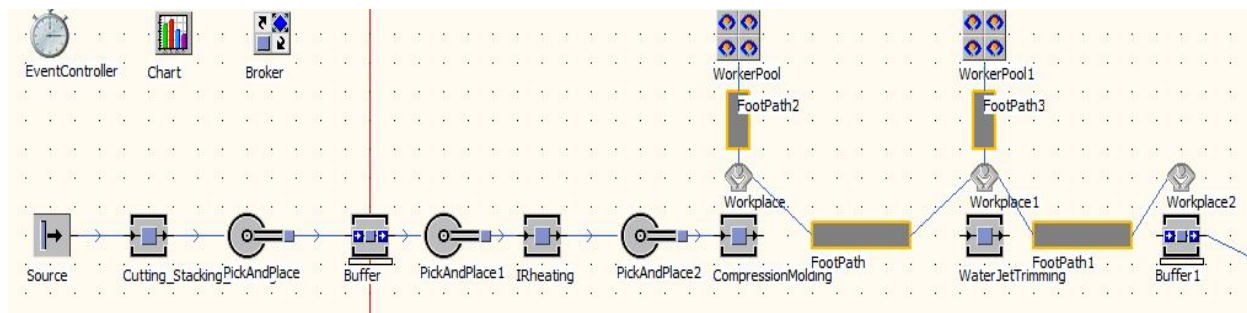 EventController
Chart
Broker
WorkerPool
WorkerPool1
FootPath2
FootPath3
Workplace
Workplace1
Workplace2
Source
Cutting_Stacking
PickAndPlace
Buffer
PickAndPlace1
IRheating
PickAndPlace2
CompressionMolding
FootPath
WaterJetTrimming
FootPath1
Buffer1